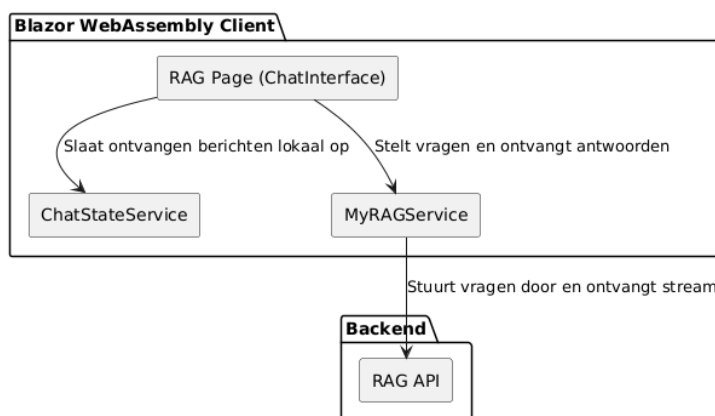 Blazor WebAssembly Client
RAG Page (ChatInterface)
Slaat ontvangen berichten lokaal op
Stelt vragen en ontvangt antwoorden
ChatStateService
MyRAGService
Stuurt vragen door en ontvangt stream
Backend
RAG API